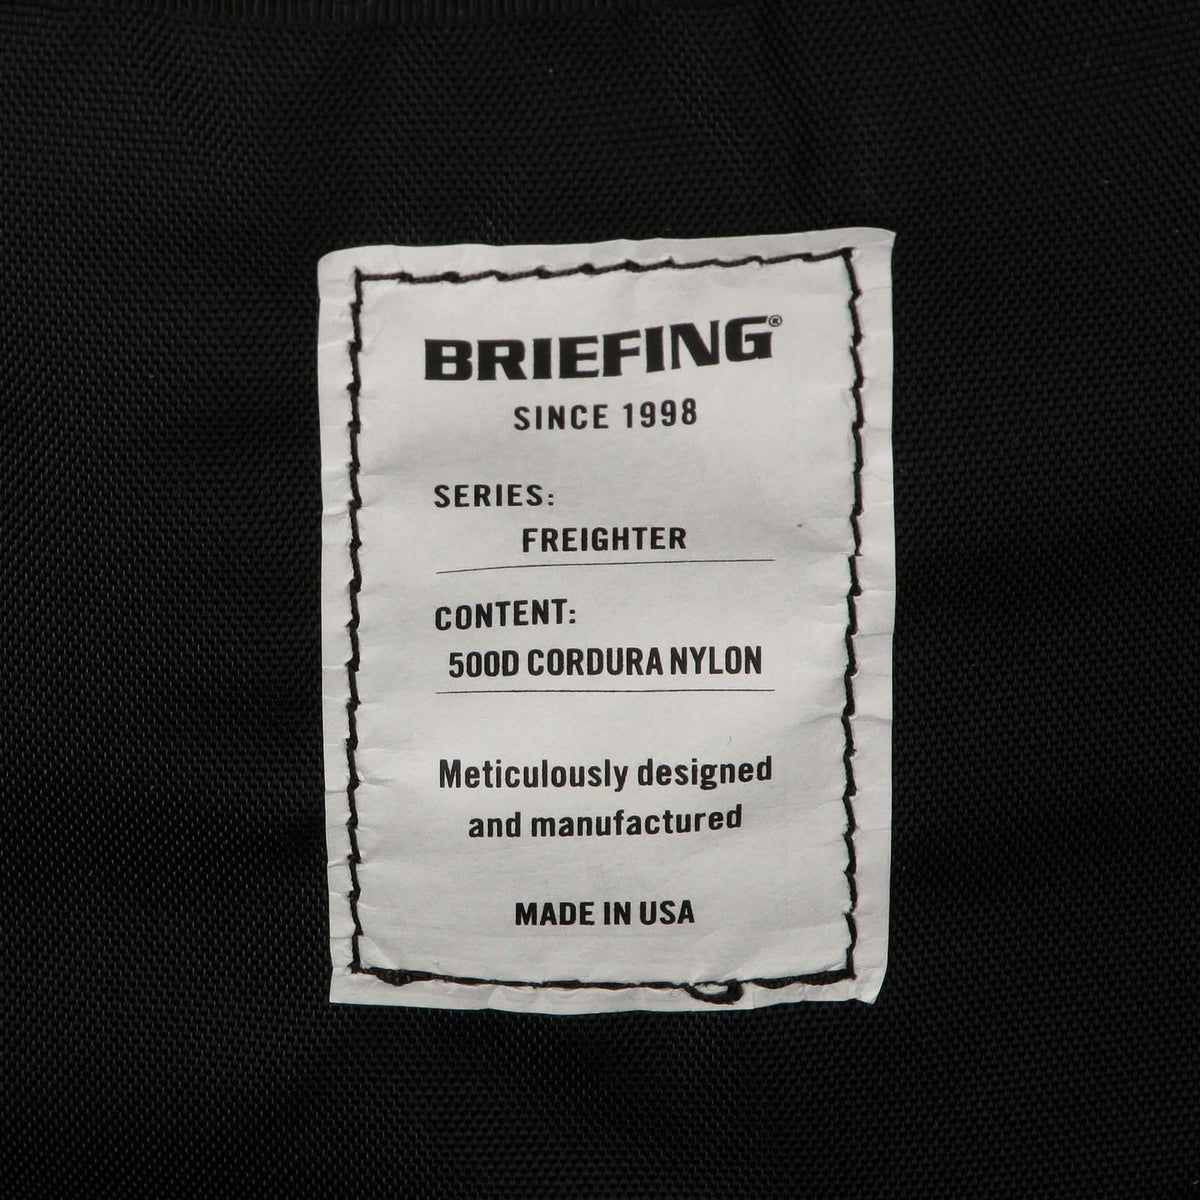 BRIEFING®
SINCE 1998
SERIES:
FREIGHTER
CONTENT:
500D CORDURA NYLON
Meticulously designed
and manufactured
MADE IN USA